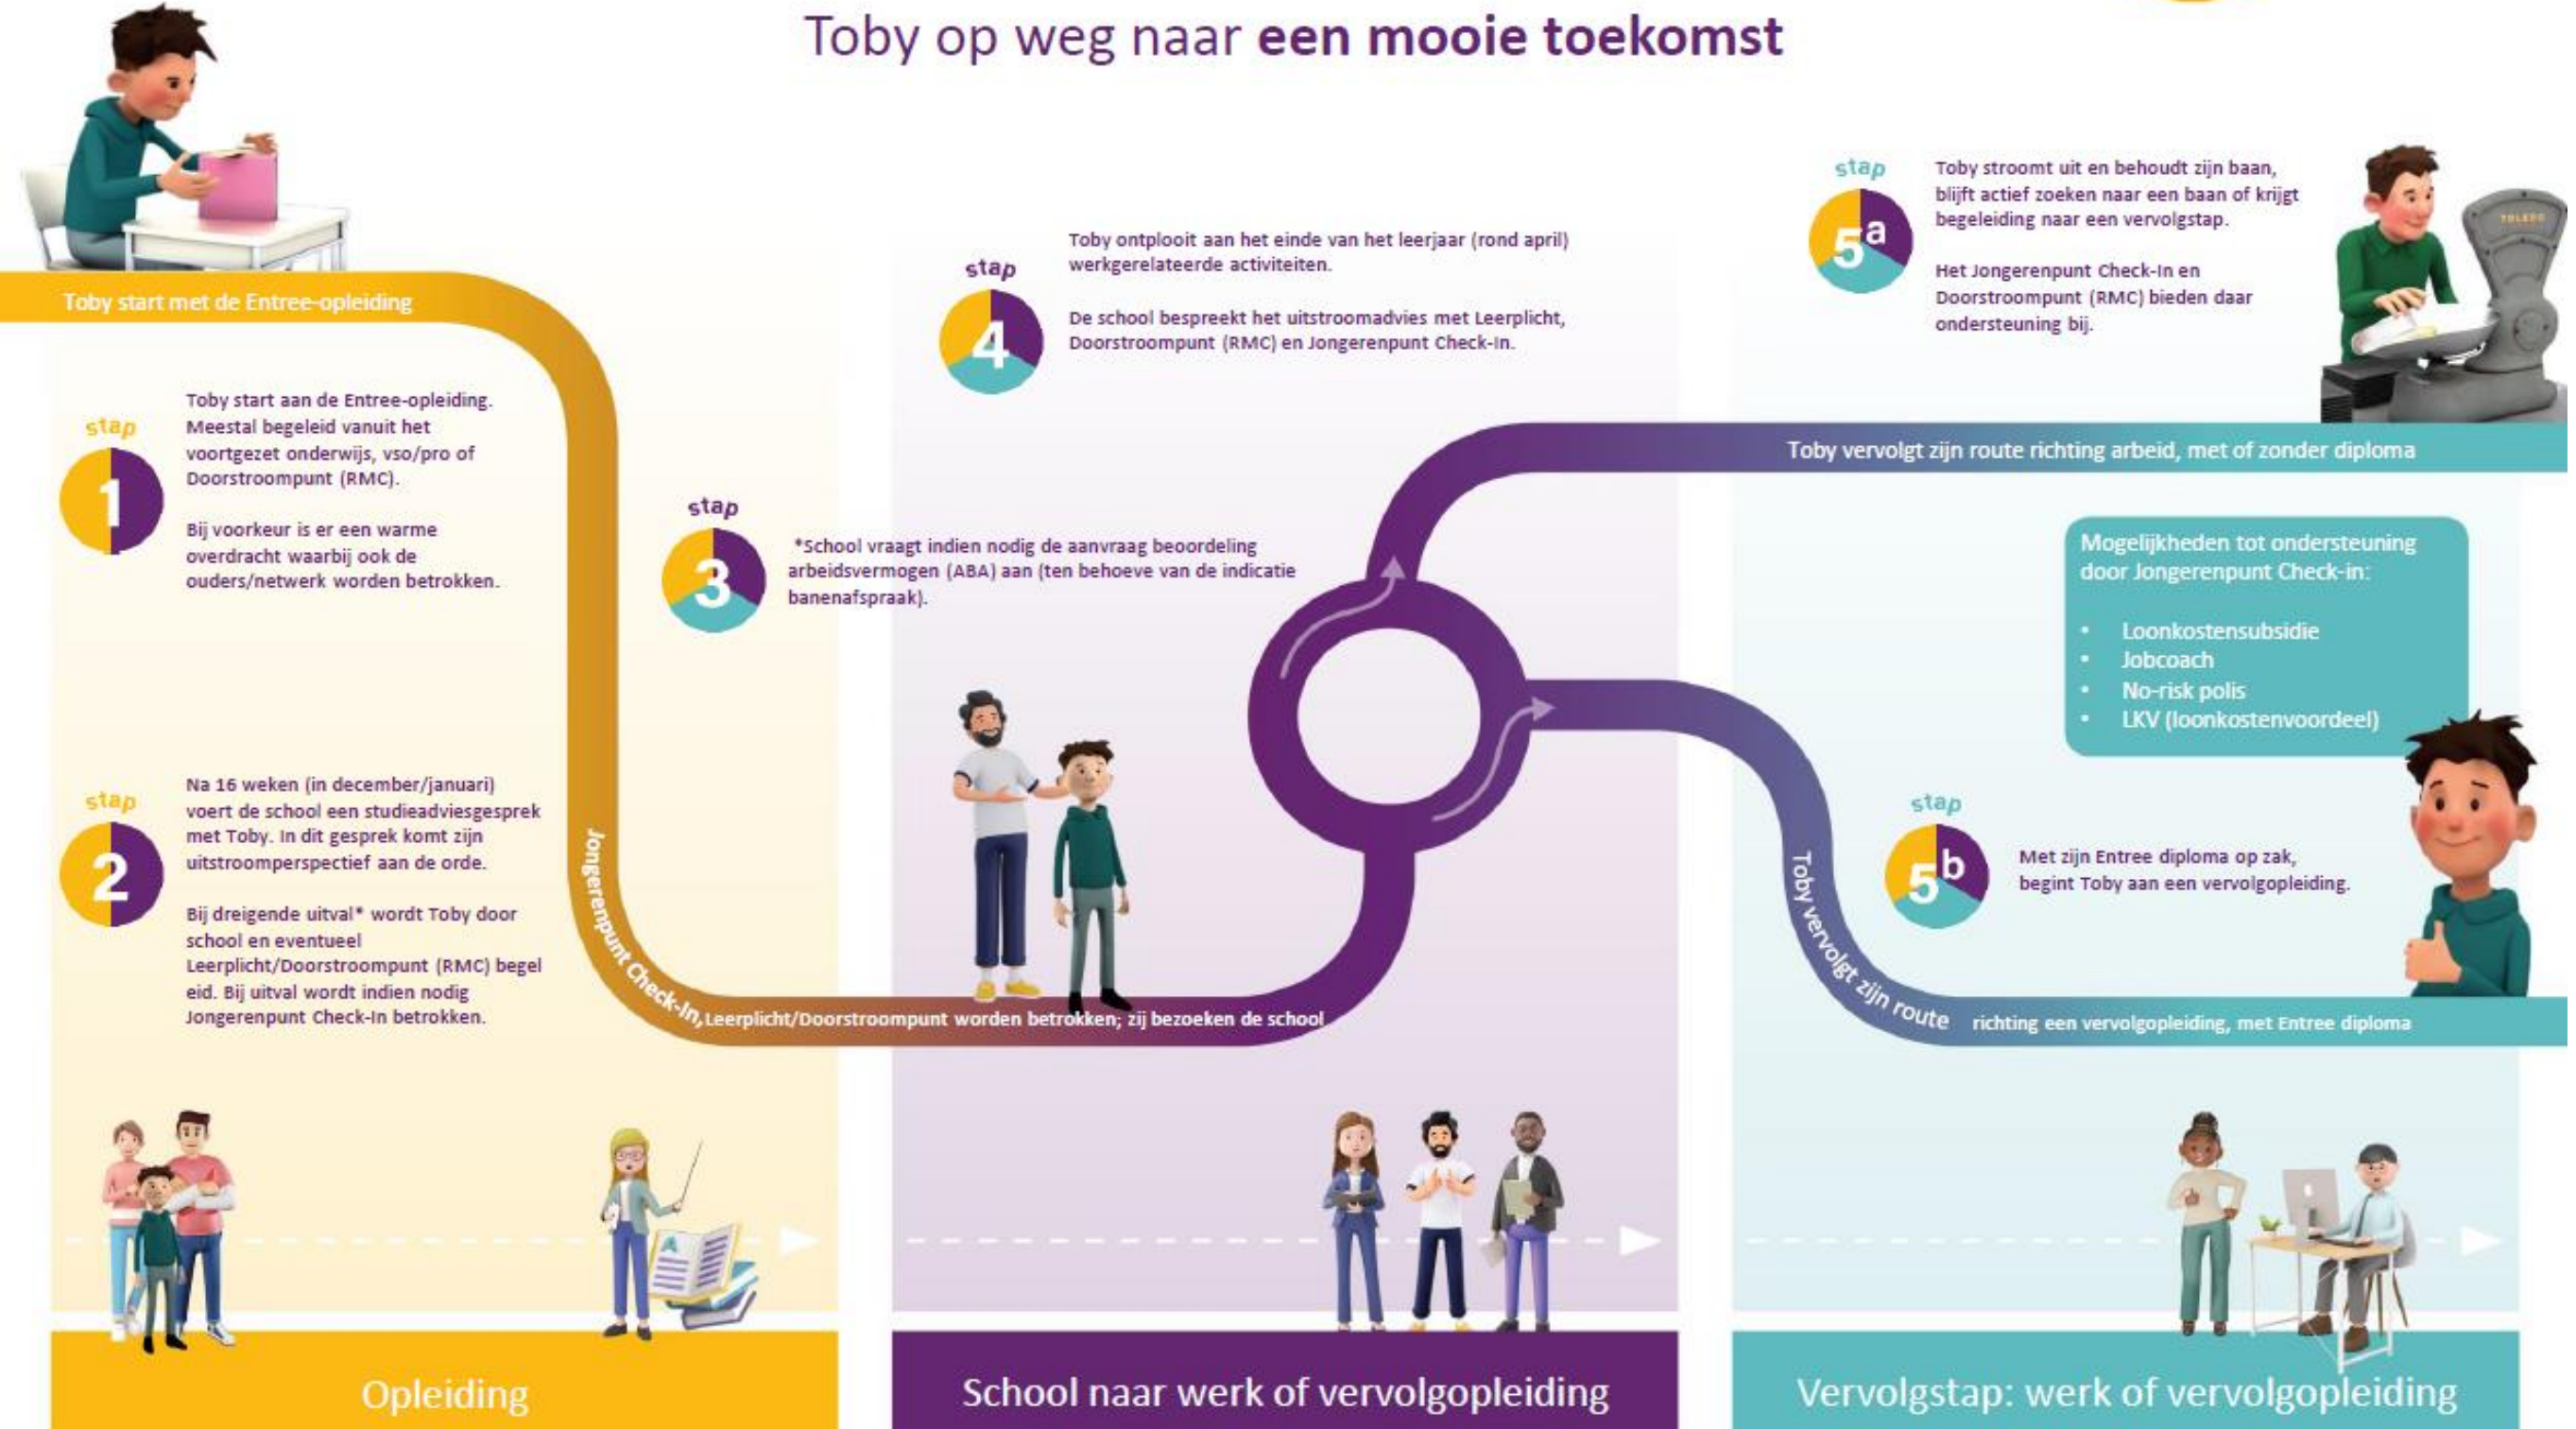 Toby op weg naar een mooie toekomst
Toby start met de Entree-opleiding
stap
1
Toby start aan de Entree-opleiding.
Meestal begeleid vanuit het
voortgezet onderwijs, vso/pro of
Doorstroompunt (RMC).
Bij voorkeur is er een warme
overdracht waarbij ook de
ouders/netwerk worden betrokken.
stap
2
Na 16 weken (in december/januari)
voert de school een studieadviesgesprek
met Toby. In dit gesprek komt zijn
uitstroomperspectief aan de orde.
Bij dreigende uitval* wordt Toby door
school en eventueel
Leerplicht/Doorstroompunt (RMC) begel
eid. Bij uitval wordt indien nodig
Jongerenpunt Check-In betrokken.
Jongerenpunt Check-In, Leerplicht/Doorstroompunt worden betrokken; zij bezoeken de school
stap
3
*School vraagt indien nodig de aanvraag beoordeling
arbeidsvermogen (ABA) aan (ten behoeve van de indicatie
banenafspraak).
stap
4
Toby ontplooit aan het einde van het leerjaar (rond april)
werkgerelateerde activiteiten.
De school bespreekt het uitstroomadvies met Leerplicht,
Doorstroompunt (RMC) en Jongerenpunt Check-In.
stap
5a
Toby stroomt uit en behoudt zijn baan,
blijft actief zoeken naar een baan of krijgt
begeleiding naar een vervolgstap.
Het Jongerenpunt Check-In en
Doorstroompunt (RMC) bieden daar
ondersteuning bij.
TOLEDO
Toby vervolgt zijn route richting arbeid, met of zonder diploma
Mogelijkheden tot ondersteuning
door Jongerenpunt Check-in:
• Loonkostensubsidie
• Jobcoach
• No-risk polis
• LKV (loonkostenvoordeel)
stap
5b
Met zijn Entree diploma op zak,
begint Toby aan een vervolgopleiding.
Toby vervolgt zijn route richting een vervolgopleiding, met Entree diploma
A
Opleiding
School naar werk of vervolgopleiding
Vervolgstap: werk of vervolgopleiding